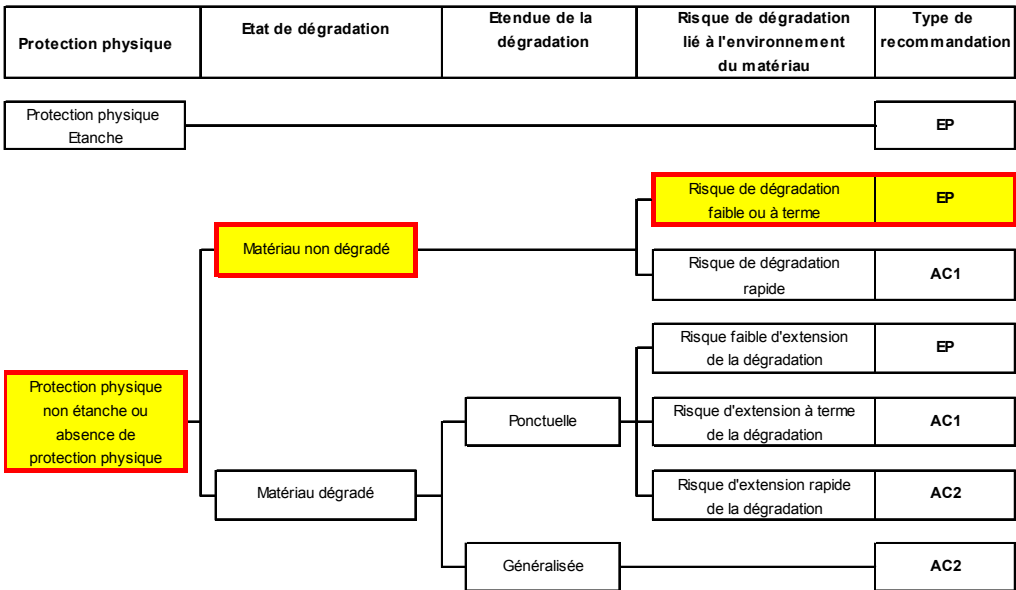 Protection physique
Etat de dégradation
Etendue de la
dégradation
Risque de dégradation
lié à l'environnement
du matériau
Type de
recommandation
Protection physique
Etanche
EP
Risque de dégradation
faible ou à terme
EP
Matériau non dégradé
Risque de dégradation
rapide
AC1
Risque faible d'extension
de la dégradation
EP
Protection physique
non étanche ou
absence de
protection physique
Ponctuelle
Risque d'extension à terme
de la dégradation
AC1
Matériau dégradé
Risque d'extension rapide
de la dégradation
AC2
Généralisée
AC2